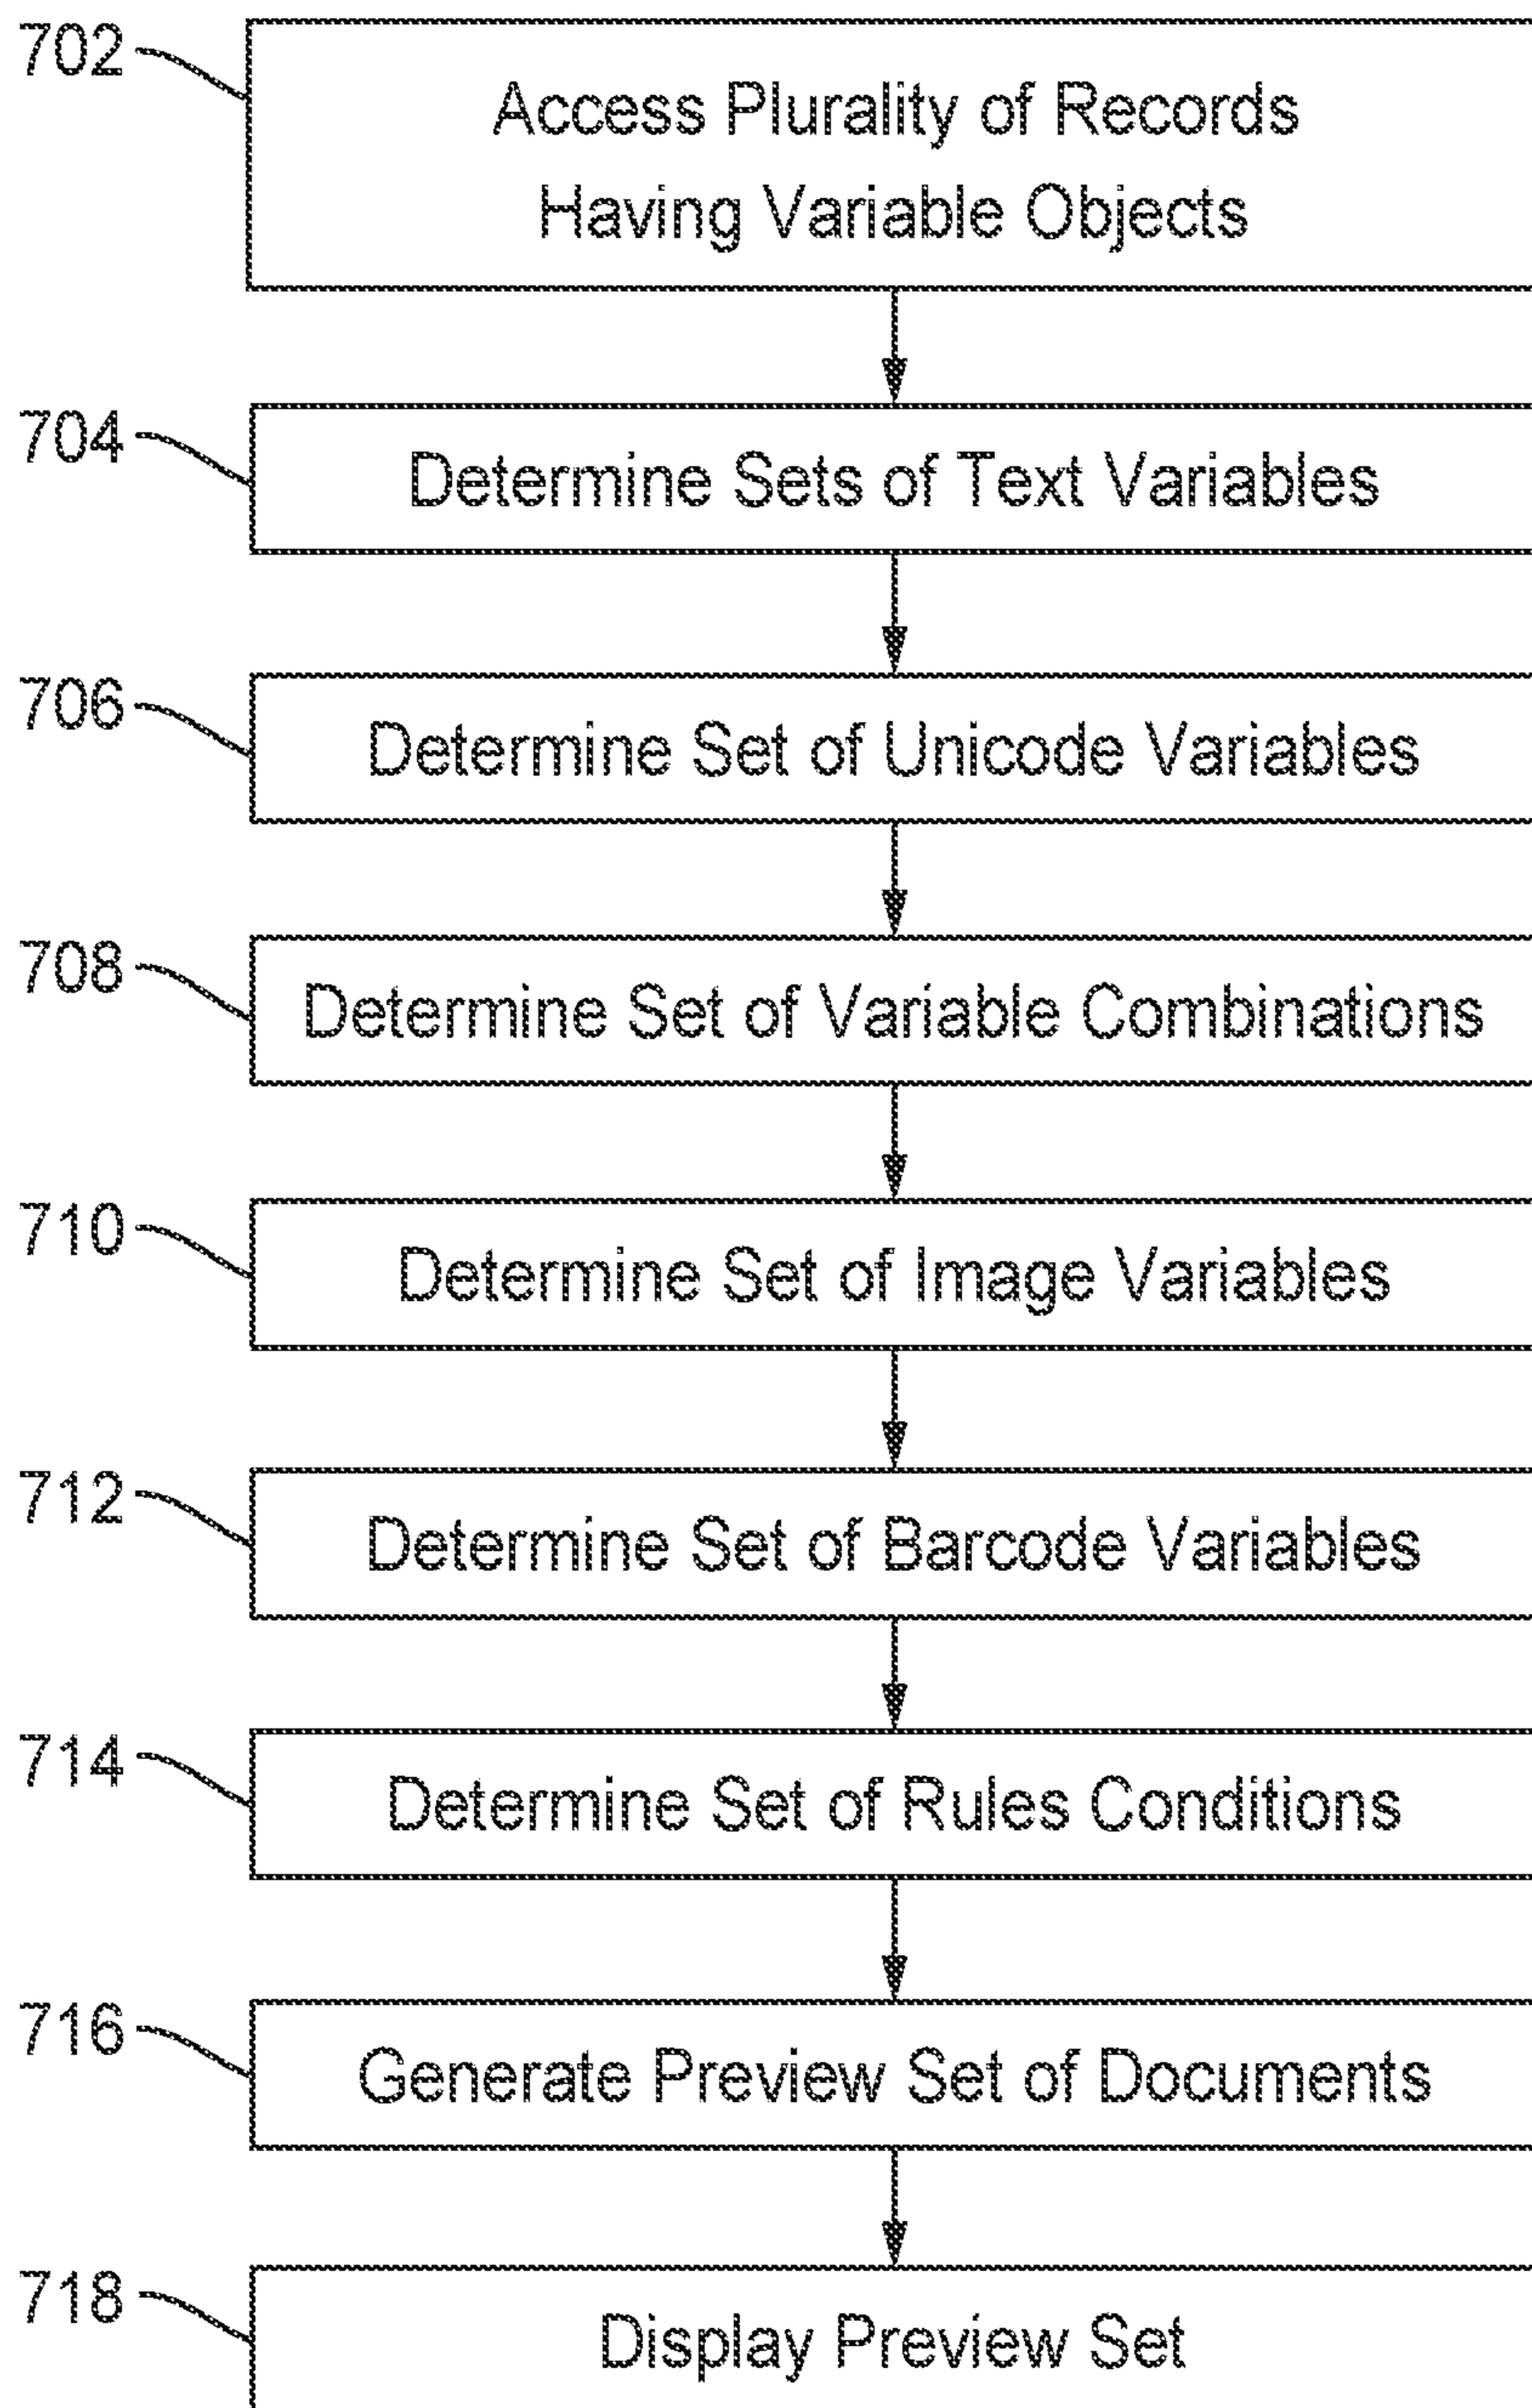 702
Access Plurality of Records
Having Variable Objects
704
Determine Sets of Text Variables
706
Determine Set of Unicode Variables
708
Determine Set of Variable Combinations
710
Determine Set of Image Variables
712
Determine Set of Barcode Variables
714
Determine Set of Rules Conditions
716
Generate Preview Set of Documents
718
Display Preview Set